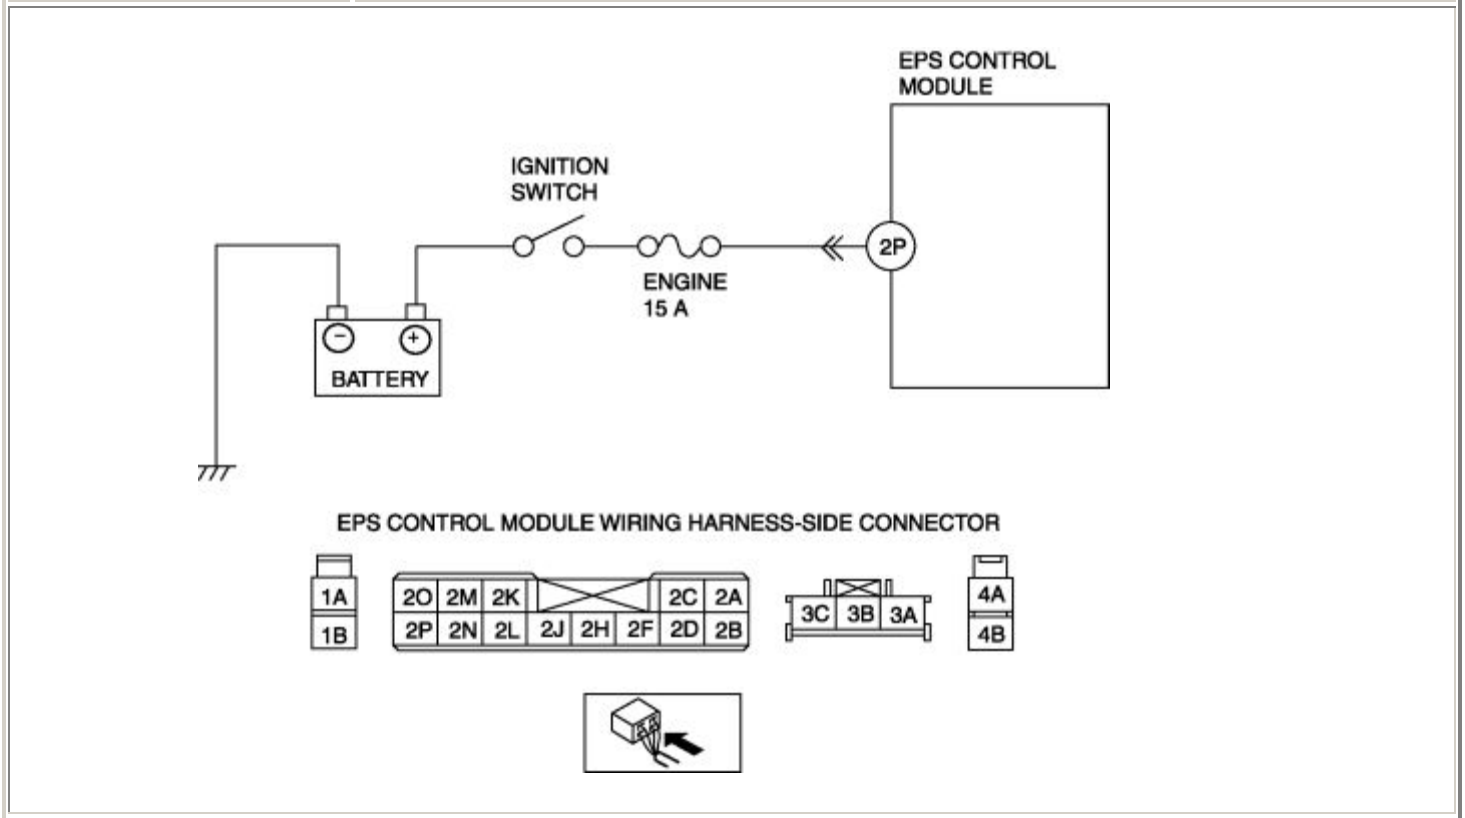 EPS CONTROL
MODULE
IGNITION
SWITCH
2P
ENGINE
15 A
− +
BATTERY
EPS CONTROL MODULE WIRING HARNESS-SIDE CONNECTOR
1A
1B
2O 2M 2K 2C 2A
2P 2N 2L 2J 2H 2F 2D 2B
3C 3B 3A
4A
4B